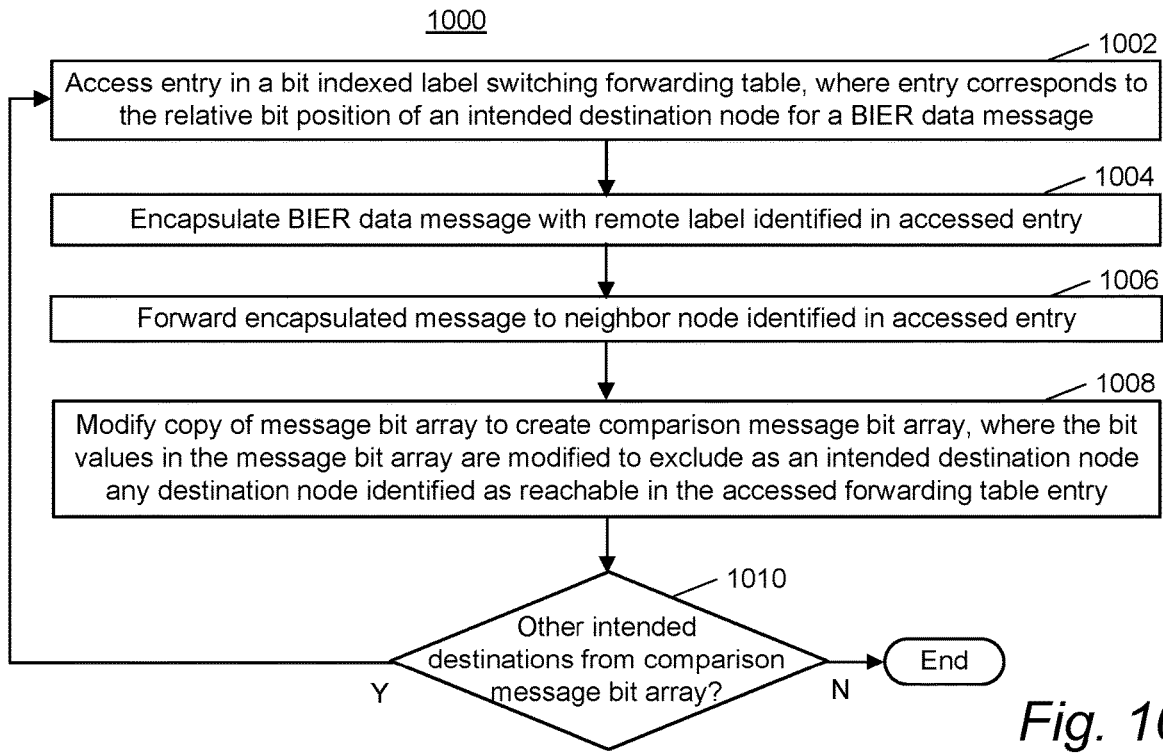 1000
1002
Access entry in a bit indexed label switching forwarding table, where entry corresponds to
the relative bit position of an intended destination node for a BIER data message
1004
Encapsulate BIER data message with remote label identified in accessed entry
1006
Forward encapsulated message to neighbor node identified in accessed entry
1008
Modify copy of message bit array to create comparison message bit array, where the bit
values in the message bit array are modified to exclude as an intended destination node
any destination node identified as reachable in the accessed forwarding table entry
1010
Other intended
destinations from comparison
message bit array?
Y
N
End
Fig. 10